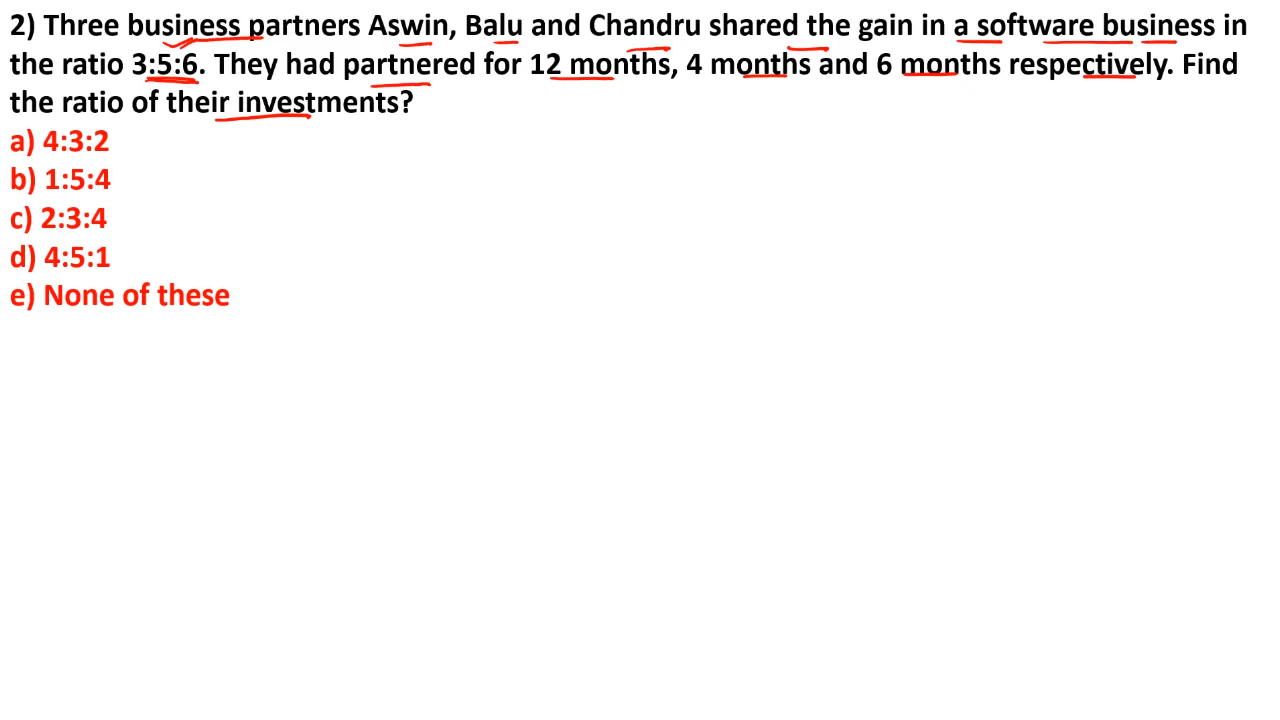 2) Three business partners Aswin, Balu and Chandru shared the gain in a software business in
the ratio 3:5:6. They had partnered for 12 months, 4 months and 6 months respectively. Find
the ratio of their investments?
a) 4:3:2
b) 1:5:4
c) 2:3:4
d) 4:5:1
e) None of these